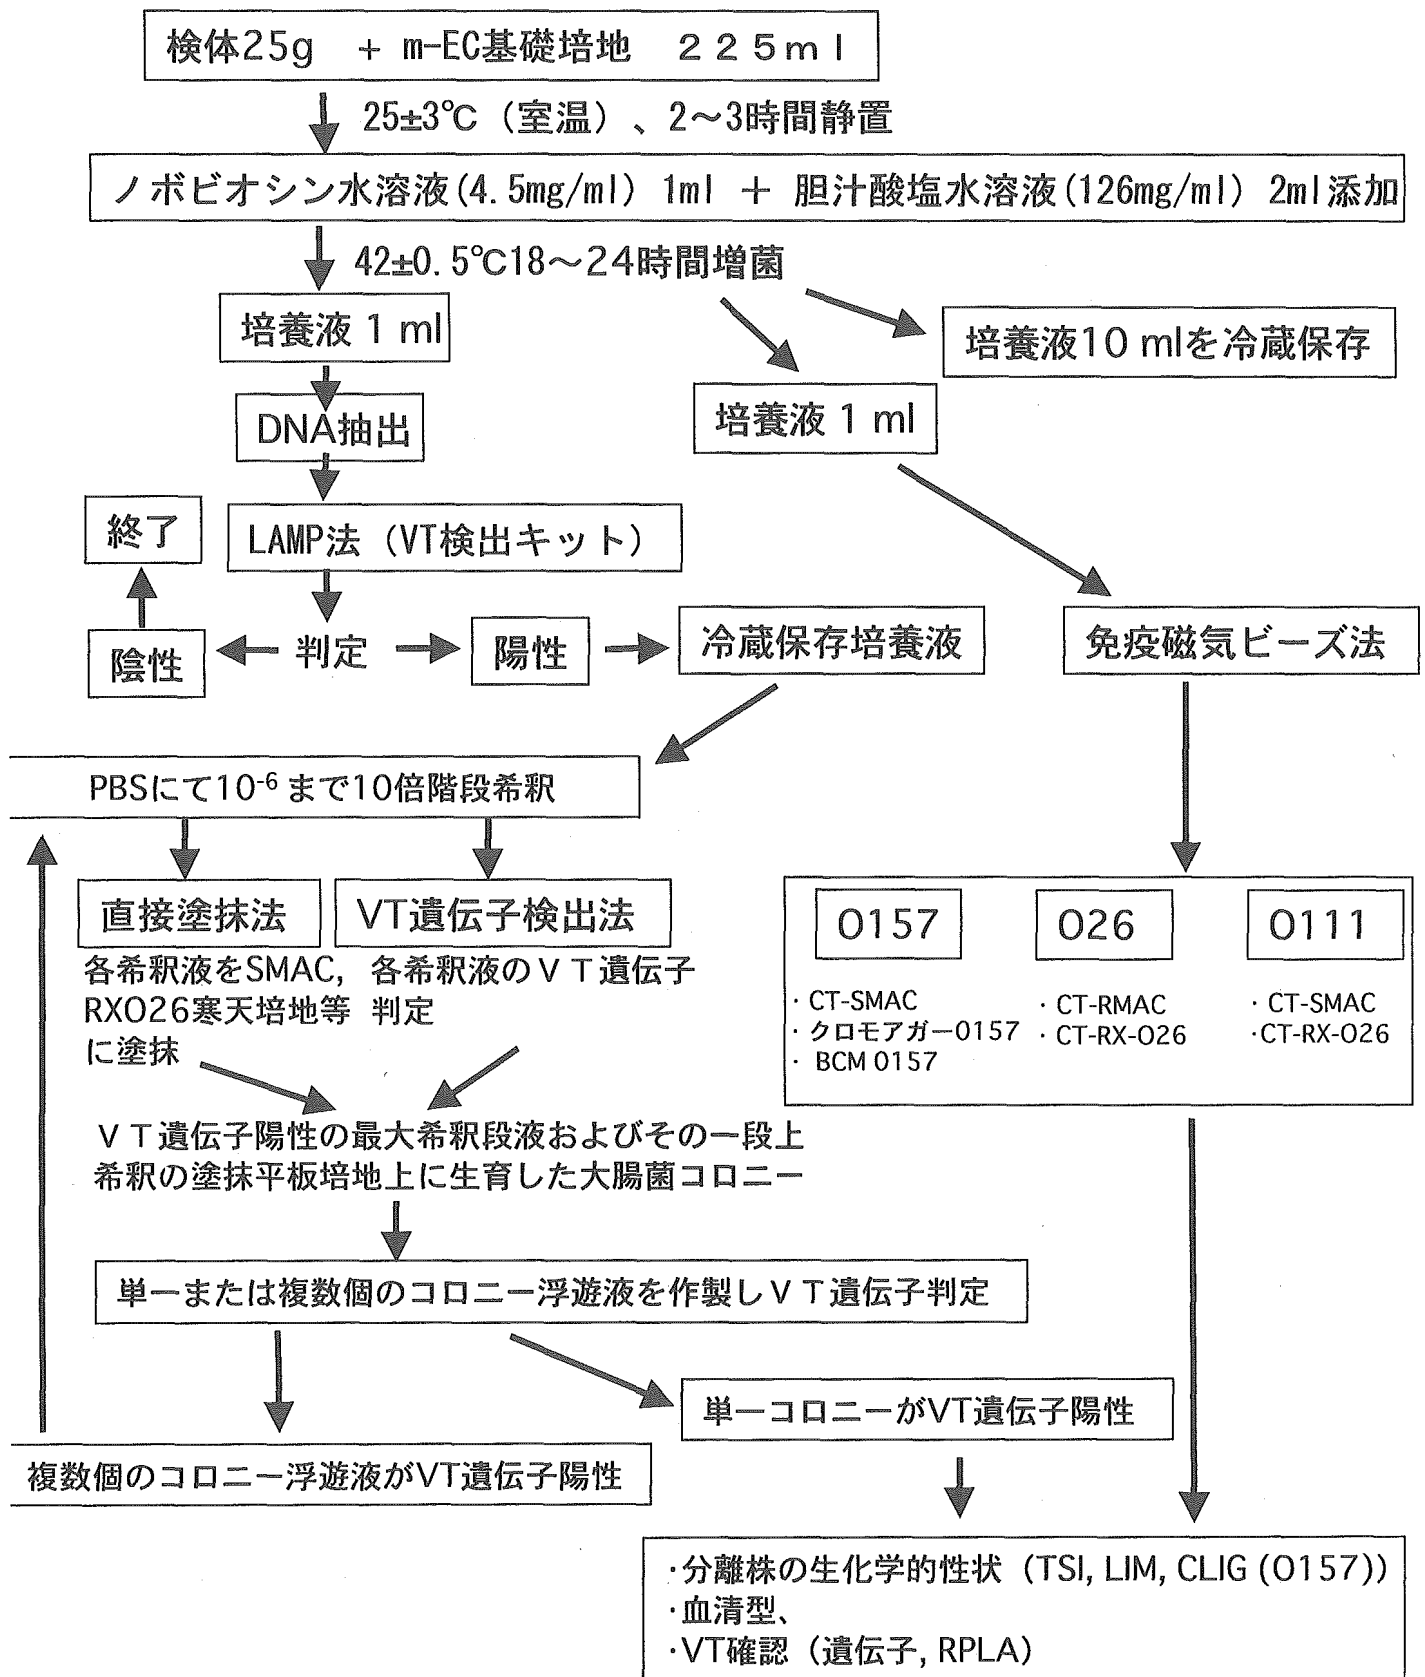 検体25g + m-EC基礎培地 ２２５ｍｌ
25±3℃（室温）、2～3時間静置
ノボビオシン水溶液(4.5mg/ml) 1ml ＋ 胆汁酸塩水溶液(126mg/ml) 2ml添加
42±0.5℃18～24時間増菌
培養液 1 ml
培養液10 mlを冷蔵保存
培養液 1 ml
DNA抽出
終了
LAMP法（VT検出キット）
陰性
判定
陽性
冷蔵保存培養液
免疫磁気ビーズ法
PBSにて10-6 まで10倍階段希釈
直接塗抹法
VT遺伝子検出法
各希釈液をSMAC,
RXO26寒天培地等
に塗抹
各希釈液のＶＴ遺伝子
判定
O157
・CT-SMAC
・クロモアガーO157
・BCM O157
O26
・CT-RMAC
・CT-RX-O26
O111
・CT-SMAC
・CT-RX-O26
ＶＴ遺伝子陽性の最大希釈段液およびその一段上
希釈の塗抹平板培地上に生育した大腸菌コロニー
単一または複数個のコロニー浮遊液を作製しＶＴ遺伝子判定
単一コロニーがVT遺伝子陽性
複数個のコロニー浮遊液がVT遺伝子陽性
・分離株の生化学的性状（TSI, LIM, CLIG (O157)）
・血清型、
・VT確認（遺伝子, RPLA）